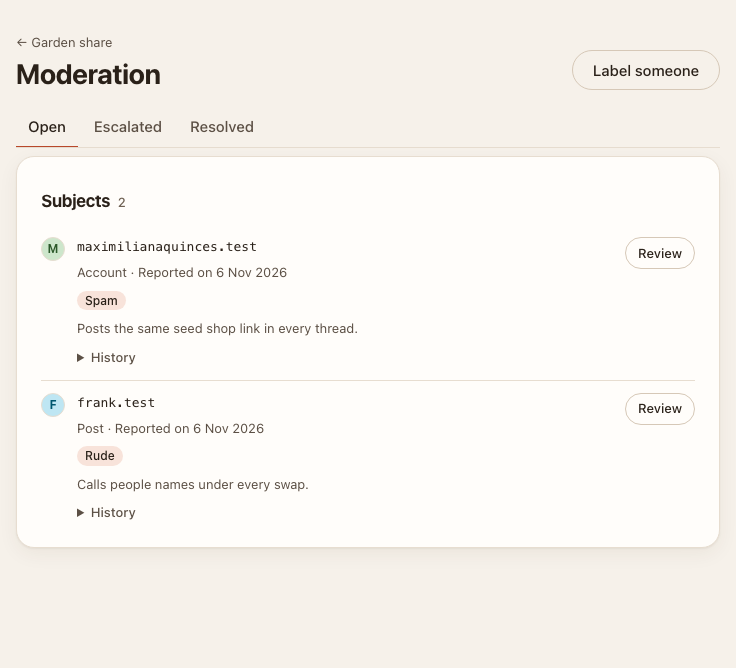 ← Garden share
Moderation
Label someone
Open
Escalated
Resolved
Subjects 2
M
maximilianaquinces.test
Review
Account · Reported on 6 Nov 2026
Spam
Posts the same seed shop link in every thread.
▶ History
F
frank.test
Review
Post · Reported on 6 Nov 2026
Rude
Calls people names under every swap.
▶ History